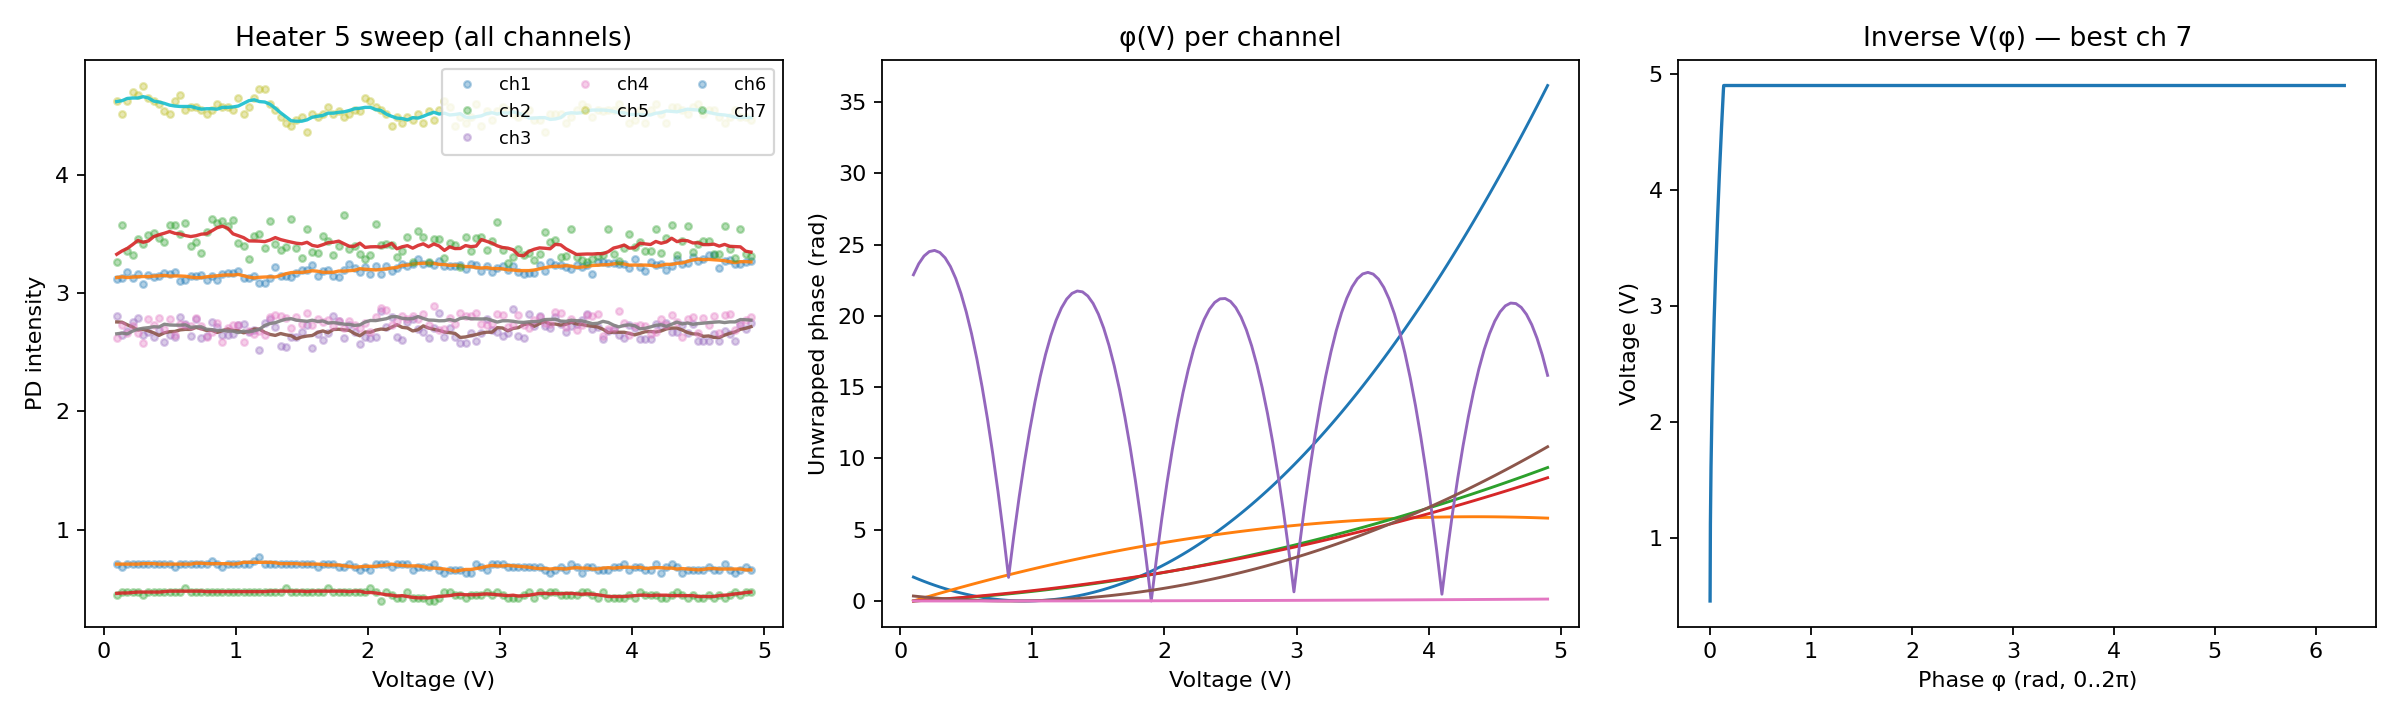 Heater 5 sweep (all channels)
ch1
ch2
ch3
ch4
ch5
ch6
ch7
4
3
2
1
PD intensity
0
1
2
3
4
5
Voltage (V)
φ(V) per channel
35
30
25
20
15
10
5
0
Unwrapped phase (rad)
0
1
2
3
4
5
Voltage (V)
Inverse V(φ) — best ch 7
5
4
3
2
1
Voltage (V)
0
1
2
3
4
5
6
Phase φ (rad, 0..2π)